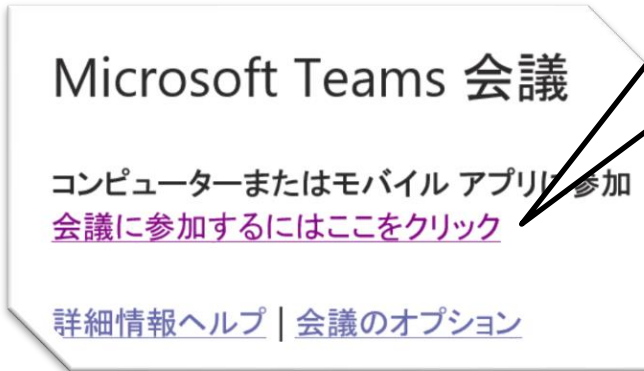 Microsoft Teams 会議
コンピューターまたはモバイル アプリに参加
会議に参加するにはここをクリック
詳細情報ヘルプ | 会議のオプション